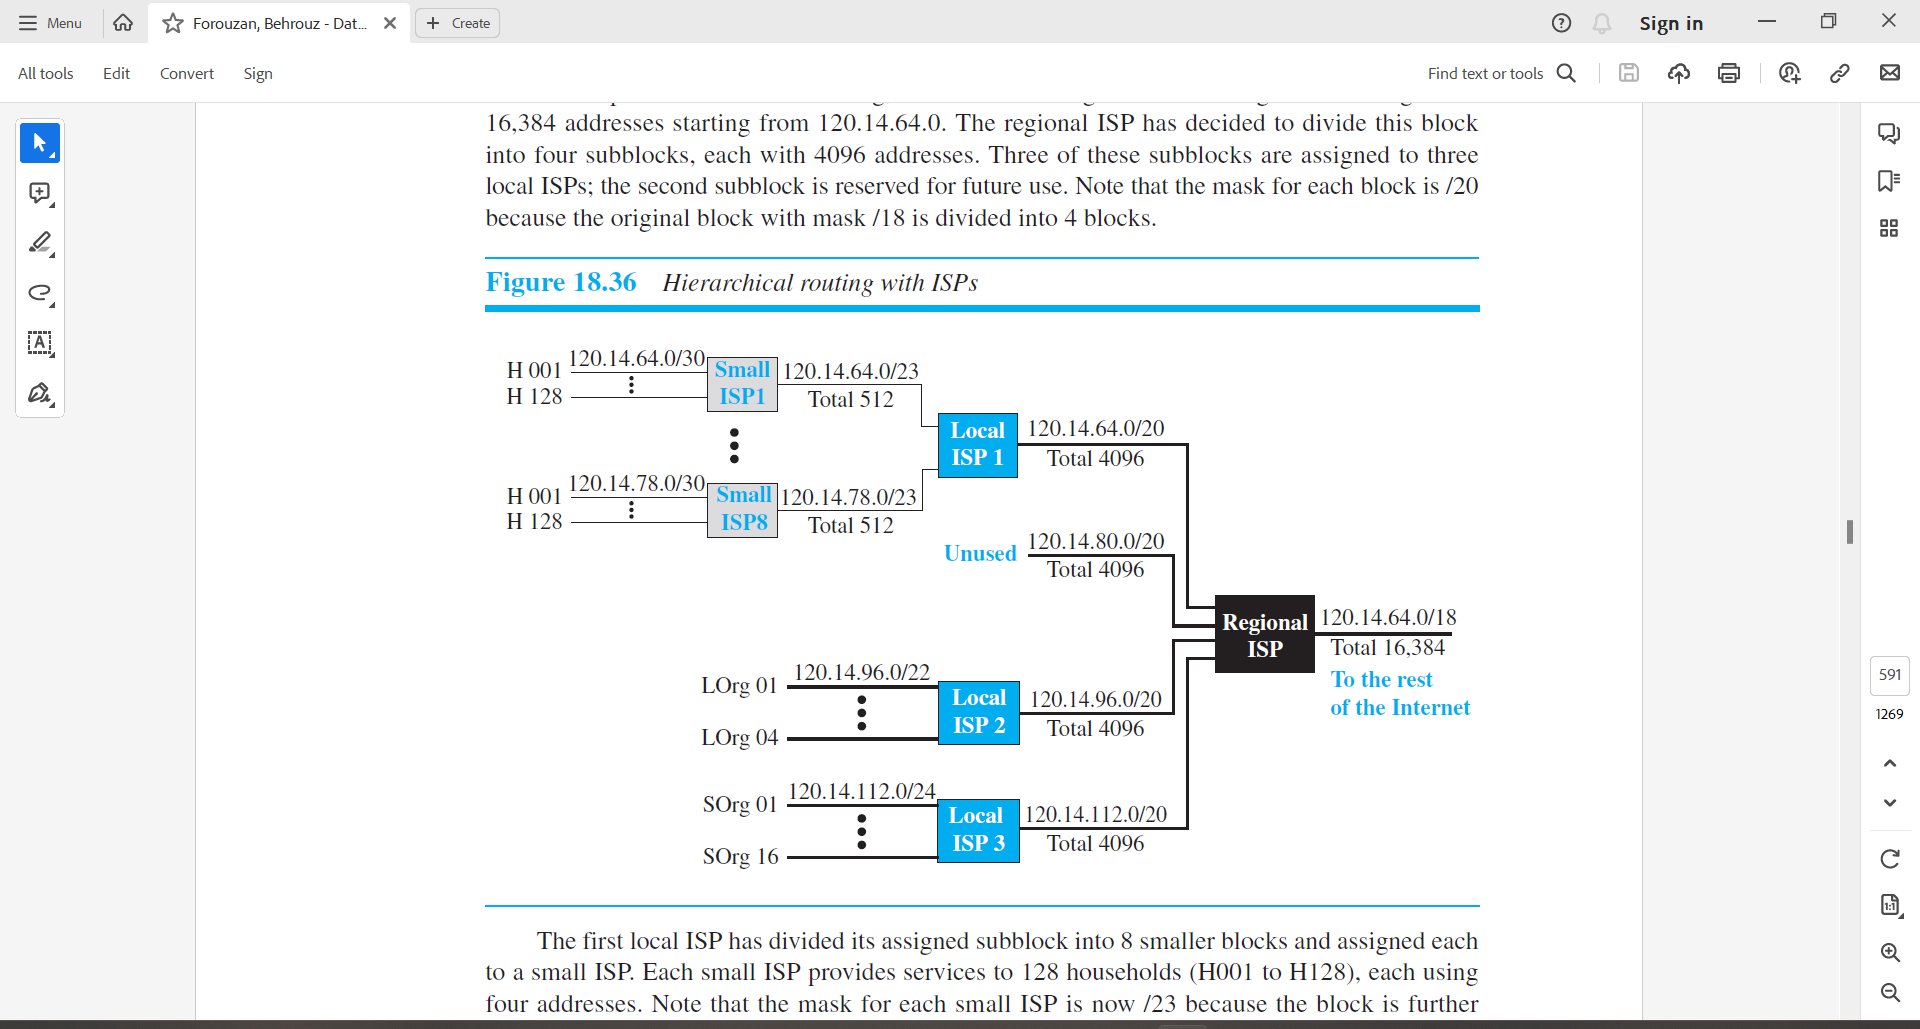 Menu
Forouzan, Behrouz - Dat...
Create
Sign in
All tools
Edit
Convert
Sign
Find text or tools
16,384 addresses starting from 120.14.64.0. The regional ISP has decided to divide this block
into four subblocks, each with 4096 addresses. Three of these subblocks are assigned to three
local ISPs; the second subblock is reserved for future use. Note that the mask for each block is /20
because the original block with mask /18 is divided into 4 blocks.
Figure 18.36 Hierarchical routing with ISPs
H 001
120.14.64.0/30
H 128
Small
ISP1
120.14.64.0/23
Total 512
H 001
120.14.78.0/30
H 128
Small
ISP8
120.14.78.0/23
Total 512
Local
ISP 1
120.14.64.0/20
Total 4096
Unused
120.14.80.0/20
Total 4096
Regional
ISP
120.14.64.0/18
Total 16,384
To the rest
of the Internet
LOrg 01
120.14.96.0/22
LOrg 04
Local
ISP 2
120.14.96.0/20
Total 4096
SOrg 01
120.14.112.0/24
SOrg 16
Local
ISP 3
120.14.112.0/20
Total 4096
The first local ISP has divided its assigned subblock into 8 smaller blocks and assigned each
to a small ISP. Each small ISP provides services to 128 households (H001 to H128), each using
four addresses. Note that the mask for each small ISP is now /23 because the block is further
591
1269